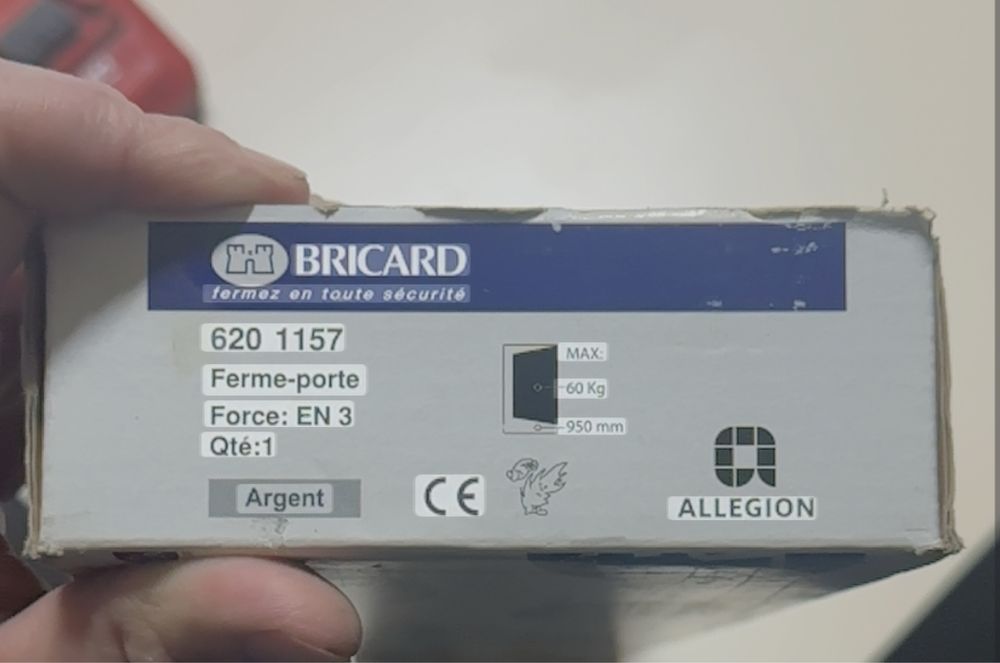 BRICARD
fermez en toute sécurité
620 1157
Ferme-porte
Force: EN 3
Qté:1
Argent
MAX:
60 Kg
950 mm
CE
ALLEGION